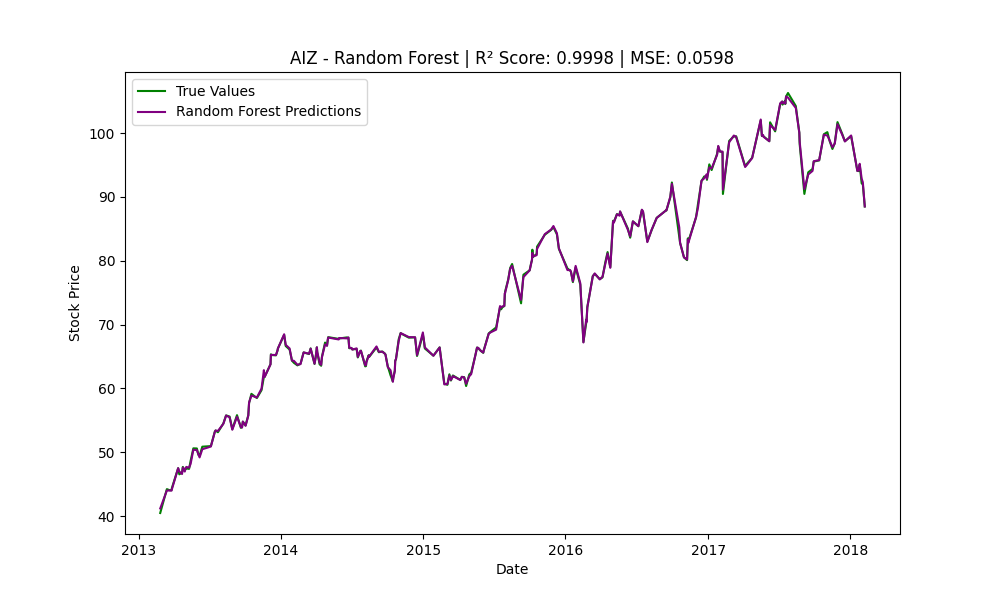 AIZ - Random Forest | R² Score: 0.9998 | MSE: 0.0598
True Values
Random Forest Predictions
Stock Price
100
90
80
70
60
50
40
2013
2014
2015
2016
2017
2018
Date